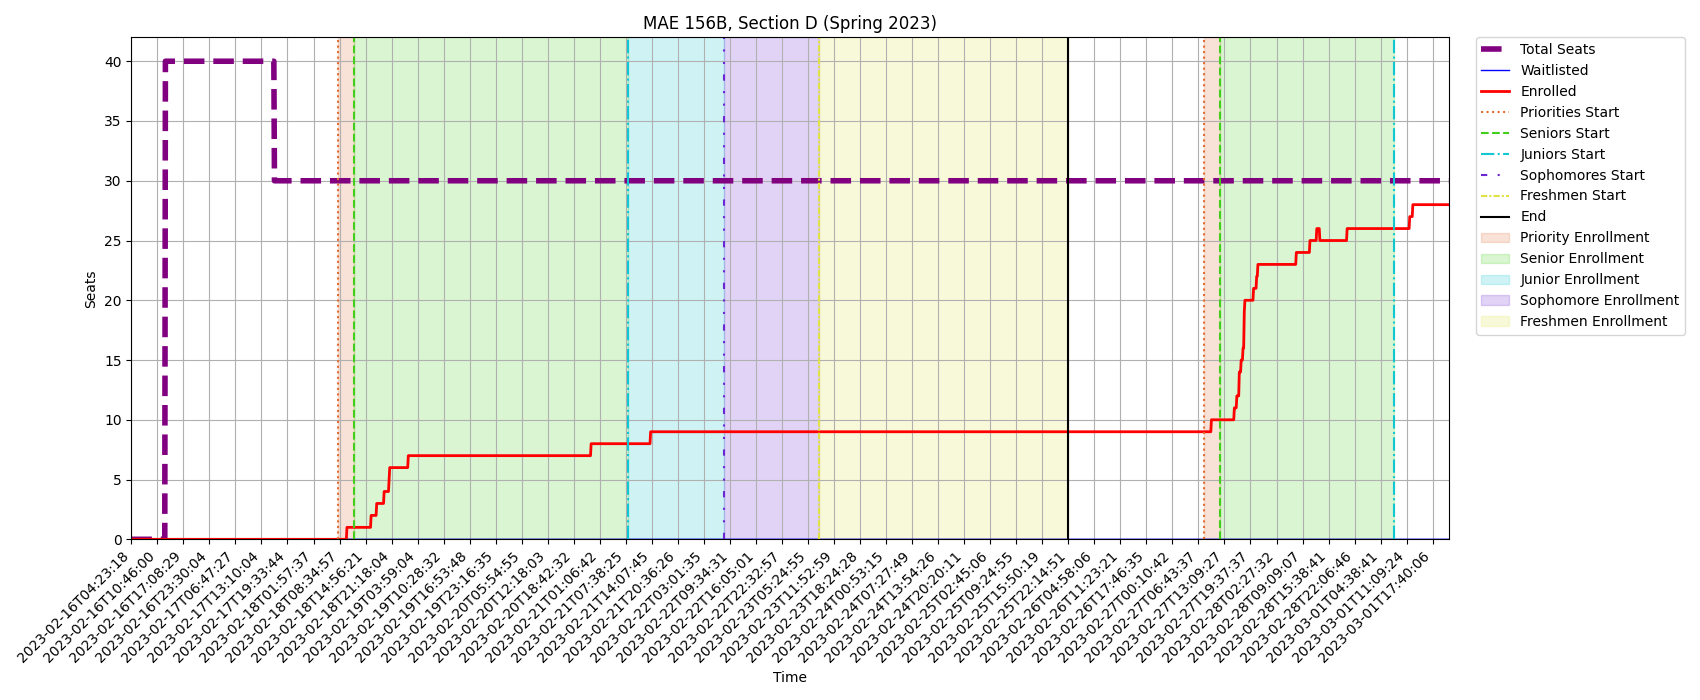 MAE 156B, Section D (Spring 2023)
Total Seats
Waitlisted
Enrolled
Priorities Start
Seniors Start
Juniors Start
Sophomores Start
Freshmen Start
End
Priority Enrollment
Senior Enrollment
Junior Enrollment
Sophomore Enrollment
Freshmen Enrollment
Seats
40
35
30
25
20
15
10
5
0
2023-02-16T04:23:18
2023-02-16T10:46:00
2023-02-16T17:08:29
2023-02-16T23:30:04
2023-02-17T06:47:27
2023-02-17T13:10:04
2023-02-17T19:33:44
2023-02-18T01:57:37
2023-02-18T08:34:57
2023-02-18T14:56:21
2023-02-18T21:18:04
2023-02-19T03:59:04
2023-02-19T10:28:32
2023-02-19T16:53:48
2023-02-19T23:16:35
2023-02-20T05:54:55
2023-02-20T12:18:03
2023-02-20T18:42:32
2023-02-21T01:06:42
2023-02-21T07:38:25
2023-02-21T14:07:45
2023-02-21T20:36:26
2023-02-22T03:01:35
2023-02-22T09:34:31
2023-02-22T16:05:01
2023-02-22T22:32:57
2023-02-23T05:24:55
2023-02-23T11:52:59
2023-02-23T18:24:28
2023-02-24T00:53:15
2023-02-24T07:27:49
2023-02-24T13:54:26
2023-02-24T20:20:11
2023-02-25T02:45:06
2023-02-25T09:24:55
2023-02-25T15:50:19
2023-02-25T22:14:51
2023-02-26T04:58:06
2023-02-26T11:23:21
2023-02-26T17:46:35
2023-02-27T00:10:42
2023-02-27T06:43:37
2023-02-27T13:09:27
2023-02-27T19:37:37
2023-02-28T02:27:32
2023-02-28T09:09:07
2023-02-28T15:38:41
2023-02-28T22:06:46
2023-03-01T04:38:41
2023-03-01T11:09:24
2023-03-01T17:40:06
Time